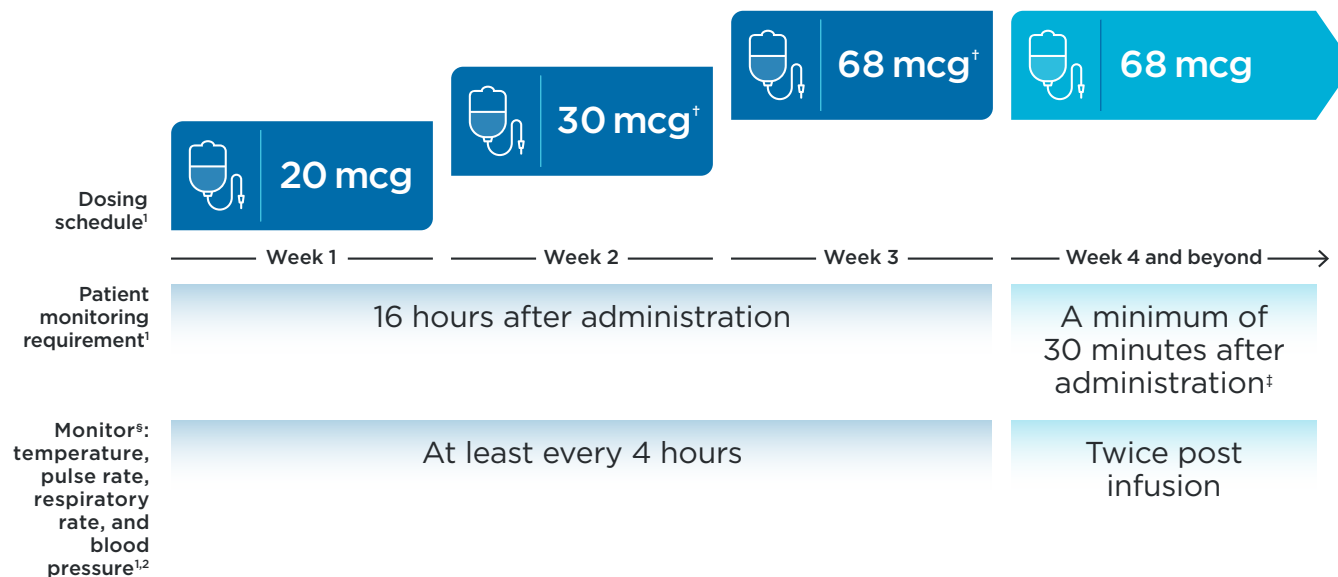 68 mcg†
68 mcg
30 mcg†
20 mcg
Dosing
schedule¹
Week 1
Week 2
Week 3
Week 4 and beyond
Patient
monitoring
requirement¹
16 hours after administration
A minimum of
30 minutes after
administration‡
Monitor§:
temperature,
pulse rate,
respiratory
rate, and
blood
pressure¹,²
At least every 4 hours
Twice post
infusion